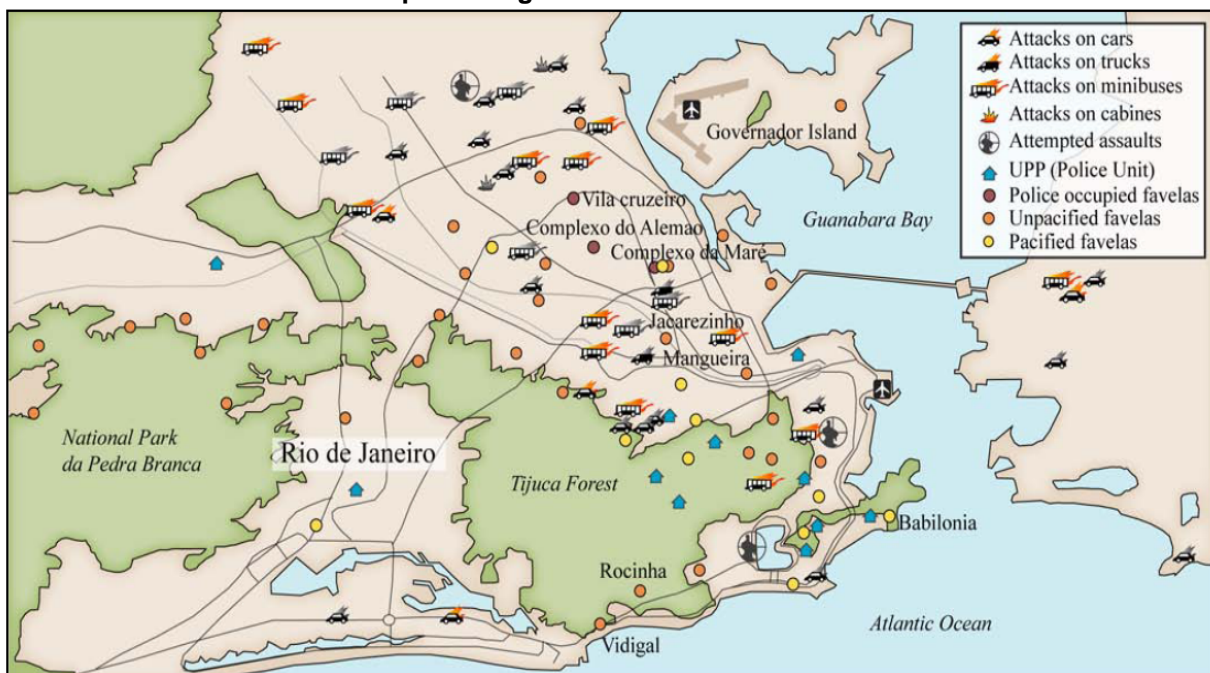 Attacks on cars
Attacks on trucks
Attacks on minibuses
Attacks on cabines
Attempted assaults
UPP (Police Unit)
Police occupied favelas
Unpacified favelas
Pacified favelas
Governador Island
Guanabara Bay
Vila cruzeiro
Complexo do Alemao
Complexo da Maré
Jacarezinho
Mangueira
National Park
da Pedra Branca
Rio de Janeiro
Tijuca Forest
Babilonia
Rocinha
Vidigal
Atlantic Ocean